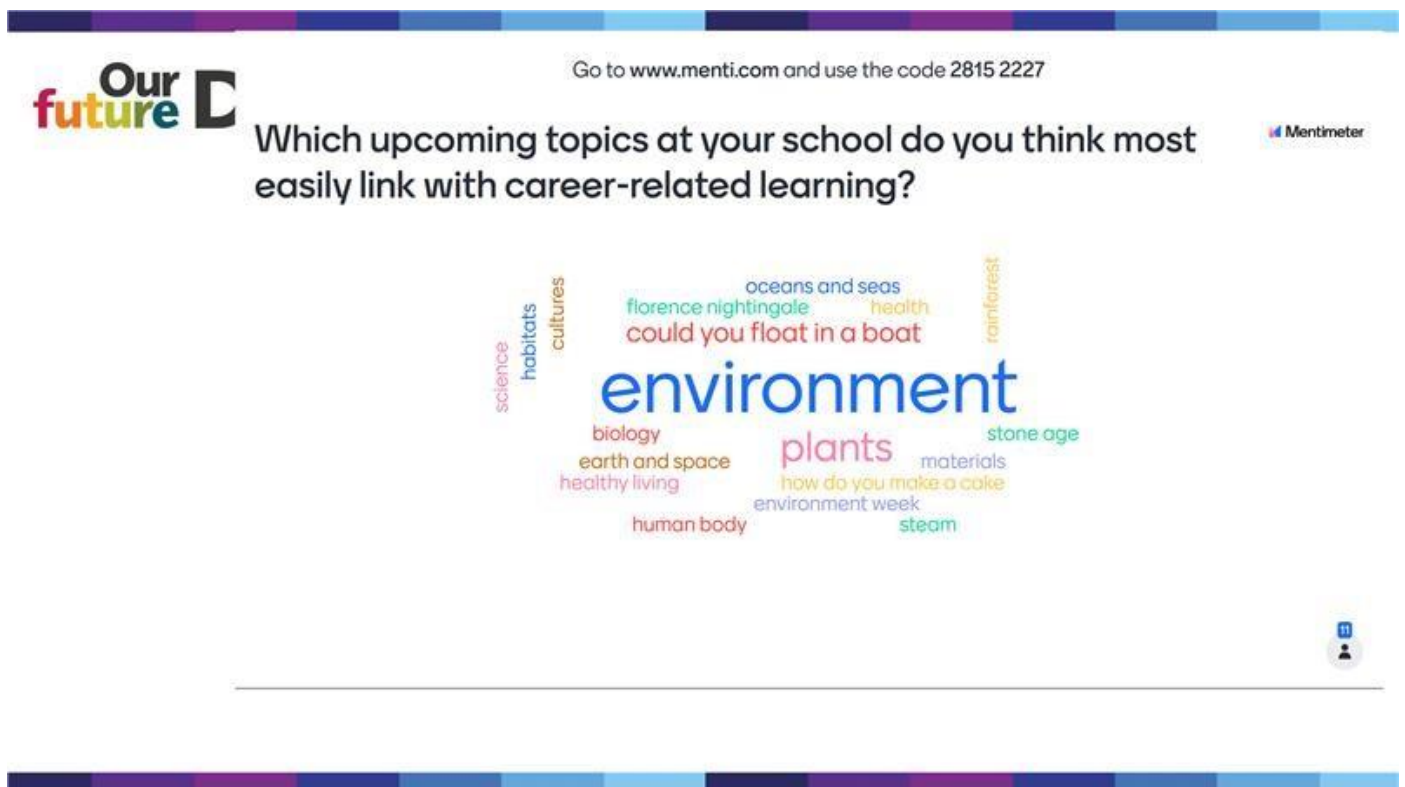 Our
future D
Go to www.menti.com and use the code 2815 2227
Mentimeter
Which upcoming topics at your school do you think most
easily link with career-related learning?
oceans and seas
florence nightingale
health
could you float in a boat
rainforest
cultures
habitats
science
environment
biology
plants
stone age
earth and space
materials
healthy living
how do you make a cake
environment week
human body
steam
11